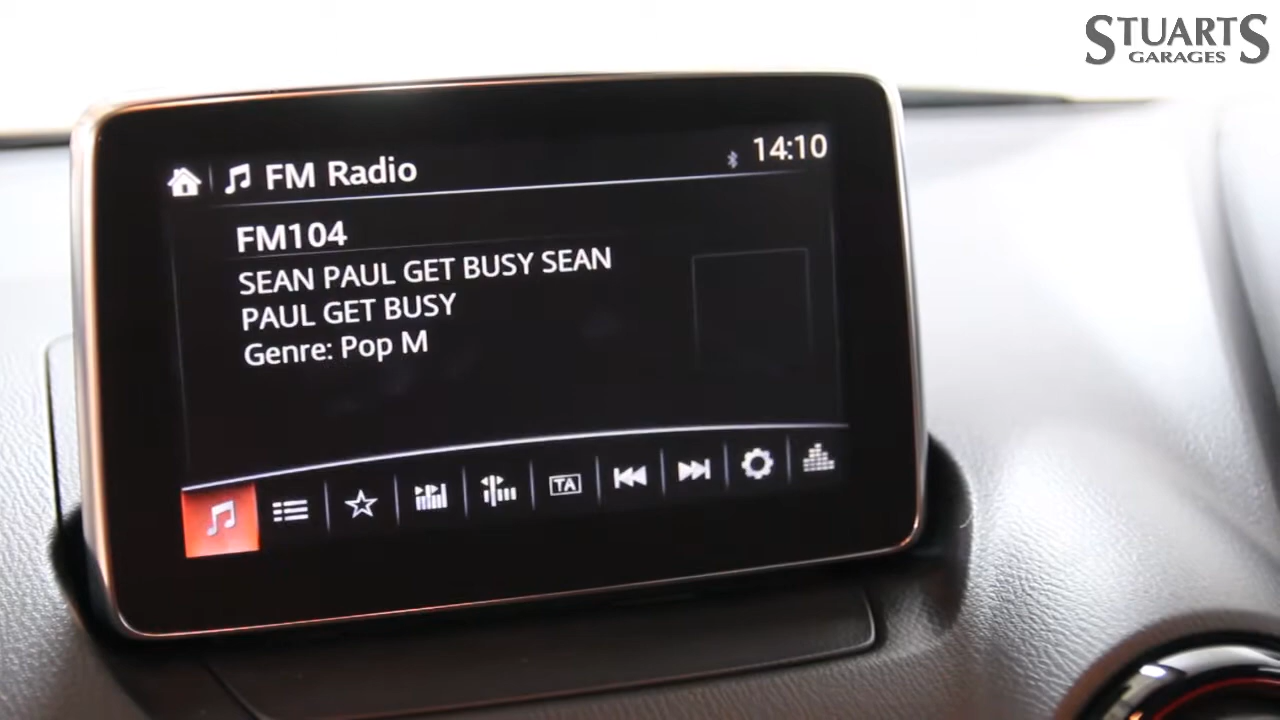 STUARTS
GARAGES
FM Radio
14:10
FM104
SEAN PAUL GET BUSY SEAN
PAUL GET BUSY
Genre: Pop M
TA